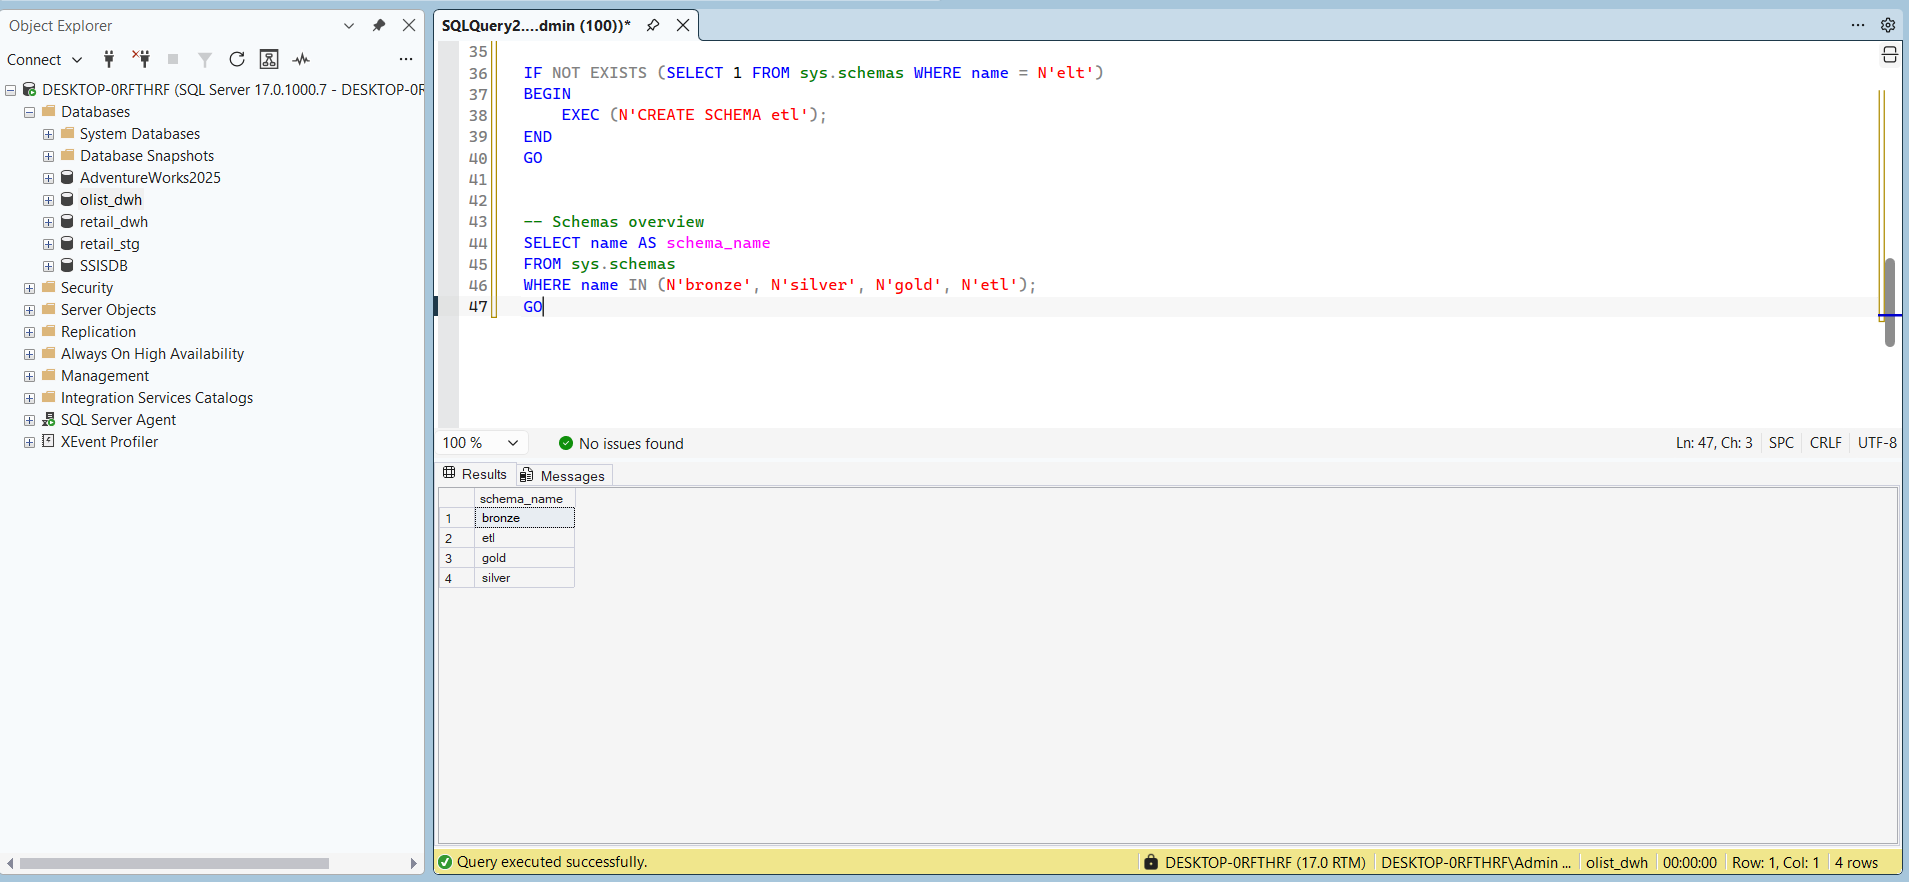 Object Explorer
Connect
DESKTOP-0RFTHRF (SQL Server 17.0.1000.7 - DESKTOP-0F
Databases
System Databases
Database Snapshots
AdventureWorks2025
olist_dwh
retail_dwh
retail_stg
SSISDB
Security
Server Objects
Replication
Always On High Availability
Management
Integration Services Catalogs
SQL Server Agent
XEvent Profiler
SQLQuery2....dmin (100))*
35
36 IF NOT EXISTS (SELECT 1 FROM sys.schemas WHERE name = N'elt')
37 BEGIN
38 EXEC (N'CREATE SCHEMA etl');
39 END
40 GO
41
42
43 -- Schemas overview
44 SELECT name AS schema_name
45 FROM sys.schemas
46 WHERE name IN (N'bronze', N'silver', N'gold', N'etl');
47 GO
100 %
No issues found
Ln: 47, Ch: 3 SPC CRLF UTF-8
Results Messages
schema_name
1 bronze
2 etl
3 gold
4 silver
Query executed successfully.
DESKTOP-0RFTHRF (17.0 RTM) DESKTOP-0RFTHRF\Admin ... olist_dwh 00:00:00 Row: 1, Col: 1 4 rows